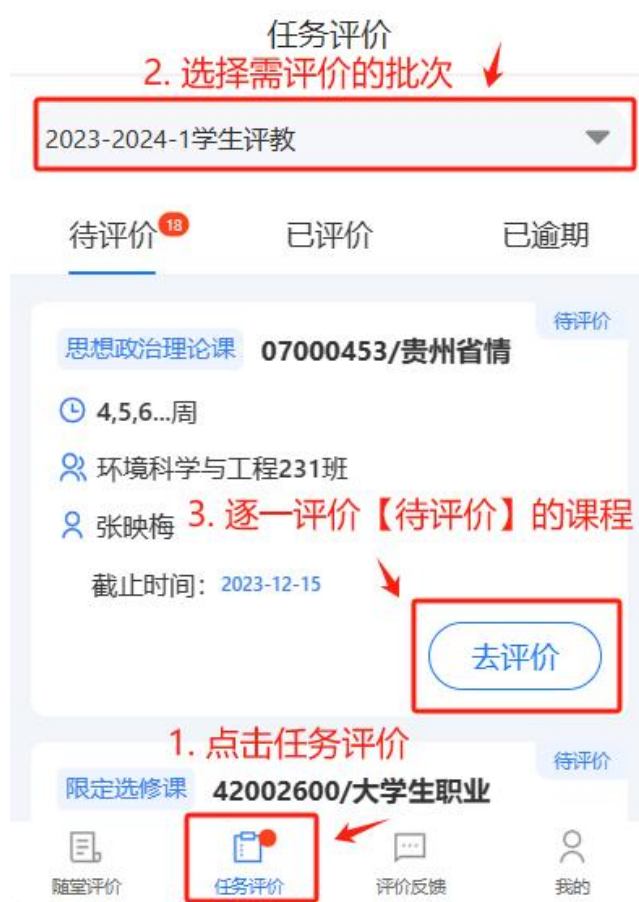 任务评价
2. 选择需评价的批次
2023-2024-1学生评教
待评价 18 已评价 已逾期
待评价
思想政治理论课 07000453/贵州省情
4,5,6...周
环境科学与工程231班
张映梅 3. 逐一评价【待评价】的课程
截止时间：2023-12-15
去评价
1. 点击任务评价
待评价
限定选修课 42002600/大学生职业
随堂评价 任务评价 评价反馈 我的